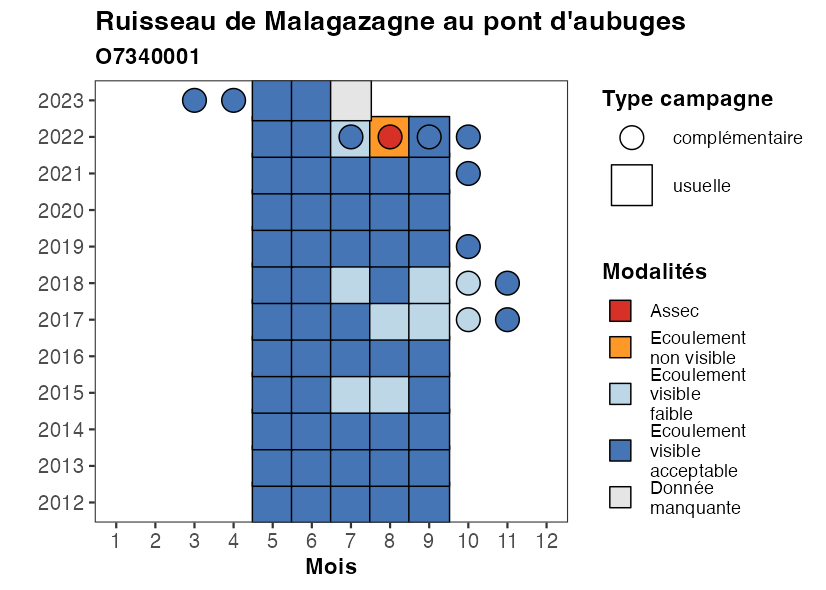 Ruisseau de Malagazagne au pont d'aubuges
O7340001
2023
2022
2021
2020
2019
2018
2017
2016
2015
2014
2013
2012
1 2 3 4 5 6 7 8 9 10 11 12
Mois
Type campagne
complémentaire
usuelle
Modalités
Assec
Ecoulement
non visible
Ecoulement
visible
faible
Ecoulement
visible
acceptable
Donnée
manquante